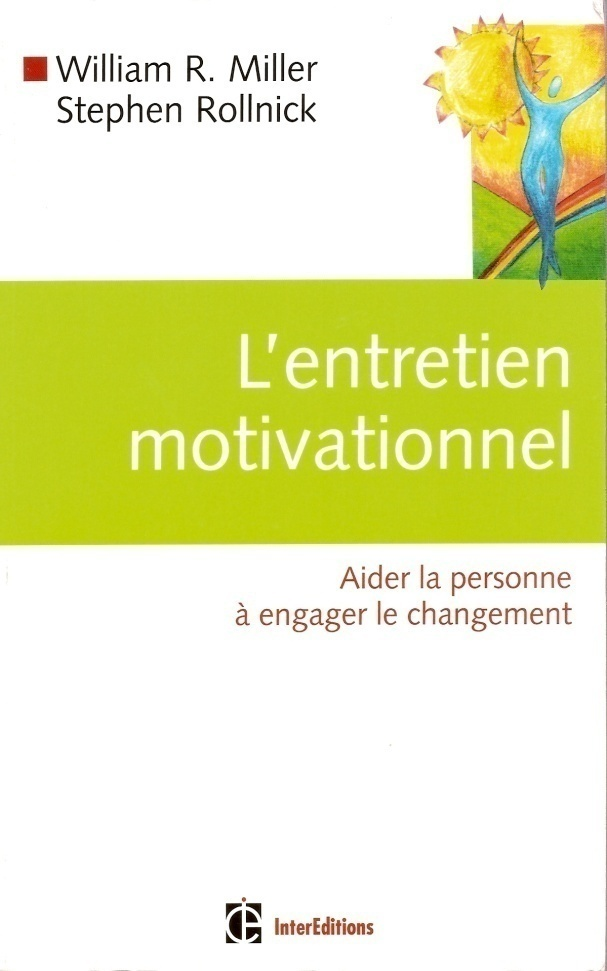 William R. Miller
Stephen Rollnick
L'entretien
motivationnel
Aider la personne
à engager le changement
InterEditions